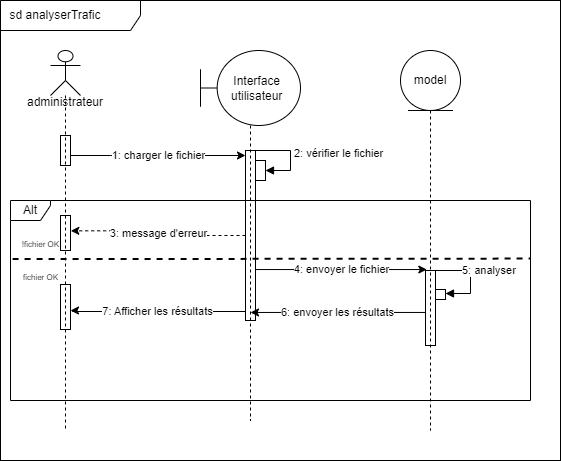 sd analyserTrafic
administrateur
Interface
utilisateur
model
1: charger le fichier
2: vérifier le fichier
Alt
3: message d'erreur
!fichier OK
fichier OK
4: envoyer le fichier
5: analyser
7: Afficher les résultats
6: envoyer les résultats